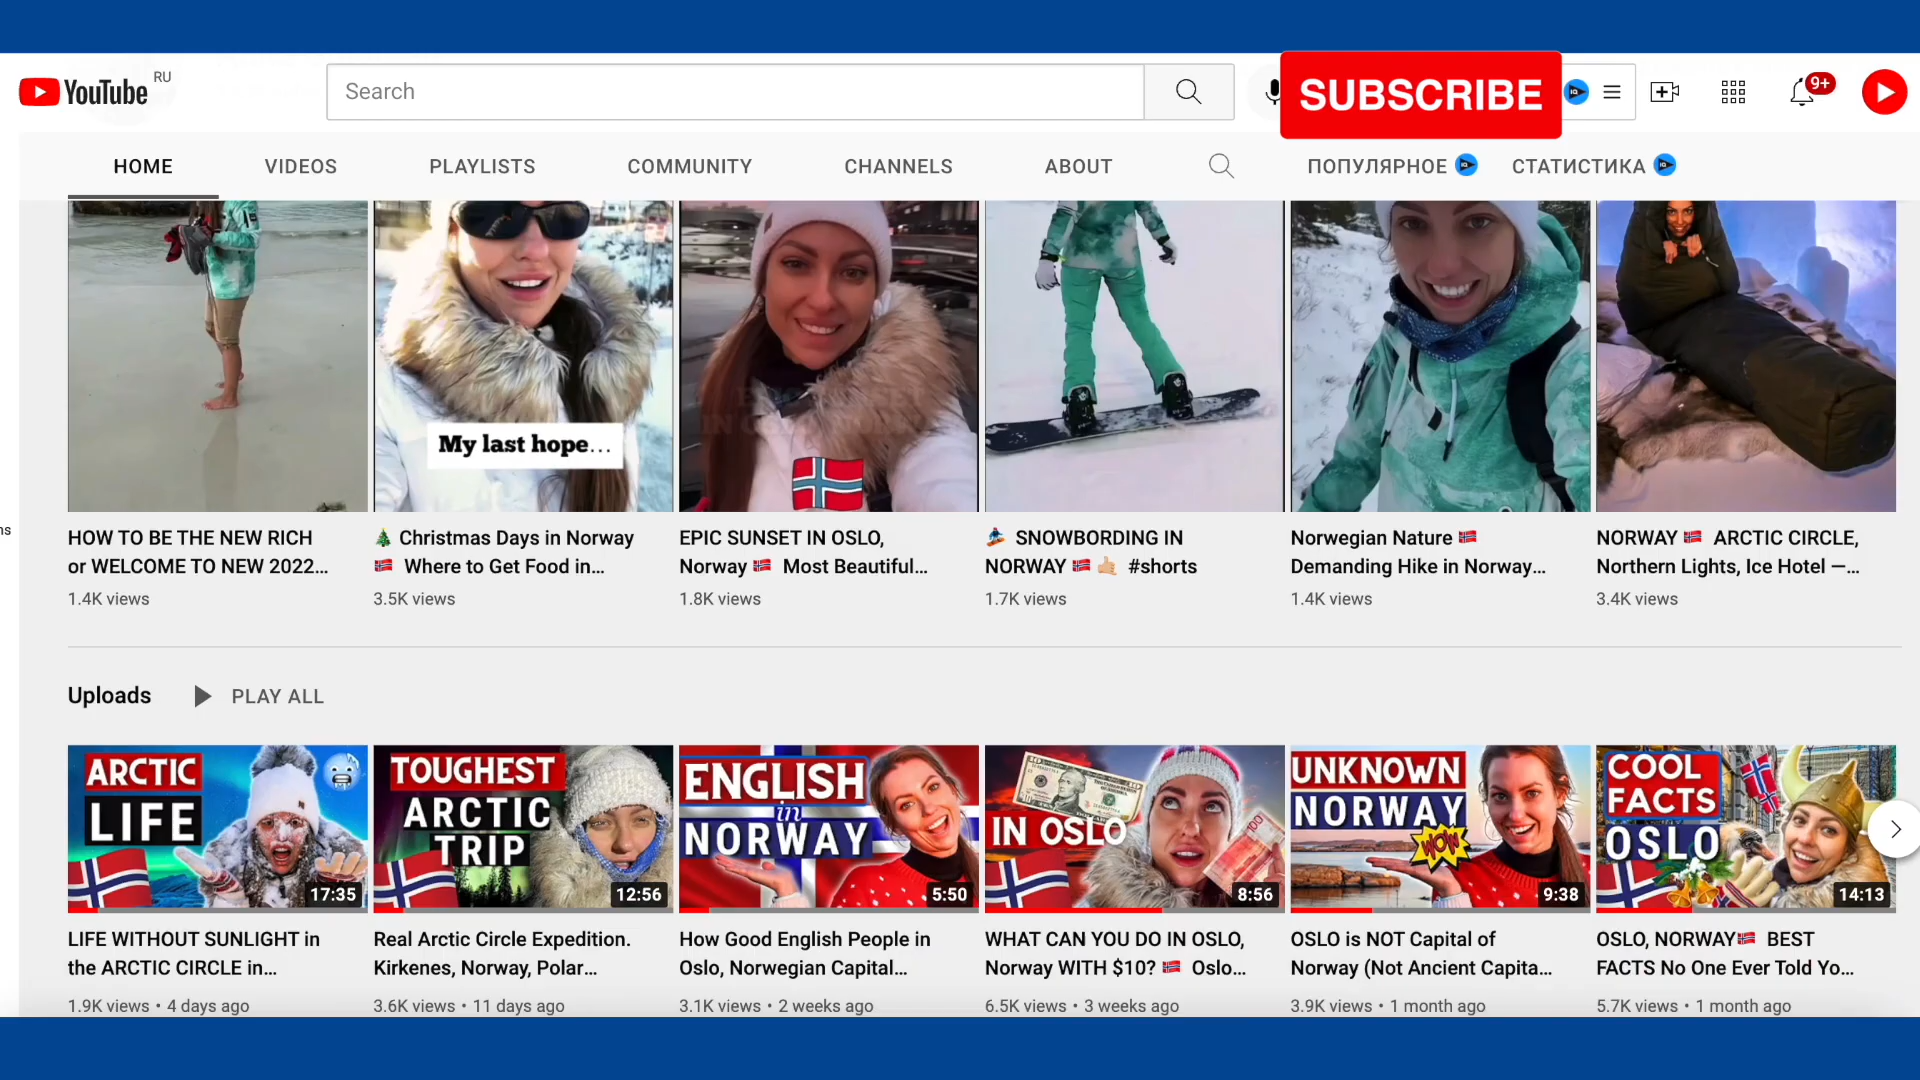 YouTube RU
Search
SUBSCRIBE
9+
HOME VIDEOS PLAYLISTS COMMUNITY CHANNELS ABOUT ПОПУЛЯРНОЕ СТАТИСТИКА
My last hope...
ns
HOW TO BE THE NEW RICH
or WELCOME TO NEW 2022...
1.4K views
Christmas Days in Norway
Where to Get Food in...
3.5K views
EPIC SUNSET IN OSLO,
Norway Most Beautiful...
1.8K views
SNOWBORDING IN
NORWAY #shorts
1.7K views
Norwegian Nature
Demanding Hike in Norway...
1.4K views
NORWAY ARCTIC CIRCLE,
Northern Lights, Ice Hotel —...
3.4K views
Uploads PLAY ALL
ARCTIC
LIFE
17:35
LIFE WITHOUT SUNLIGHT in
the ARCTIC CIRCLE in...
1.9K views • 4 days ago
TOUGHEST
ARCTIC
TRIP
12:56
Real Arctic Circle Expedition.
Kirkenes, Norway, Polar...
3.6K views • 11 days ago
ENGLISH
in
NORWAY
5:50
How Good English People in
Oslo, Norwegian Capital...
3.1K views • 2 weeks ago
IN OSLO
100
8:56
WHAT CAN YOU DO IN OSLO,
Norway WITH $10? Oslo...
6.5K views • 3 weeks ago
UNKNOWN
NORWAY
WOW
9:38
OSLO is NOT Capital of
Norway (Not Ancient Capita...
3.9K views • 1 month ago
COOL
FACTS
OSLO
14:13
OSLO, NORWAY BEST
FACTS No One Ever Told Yo...
5.7K views • 1 month ago